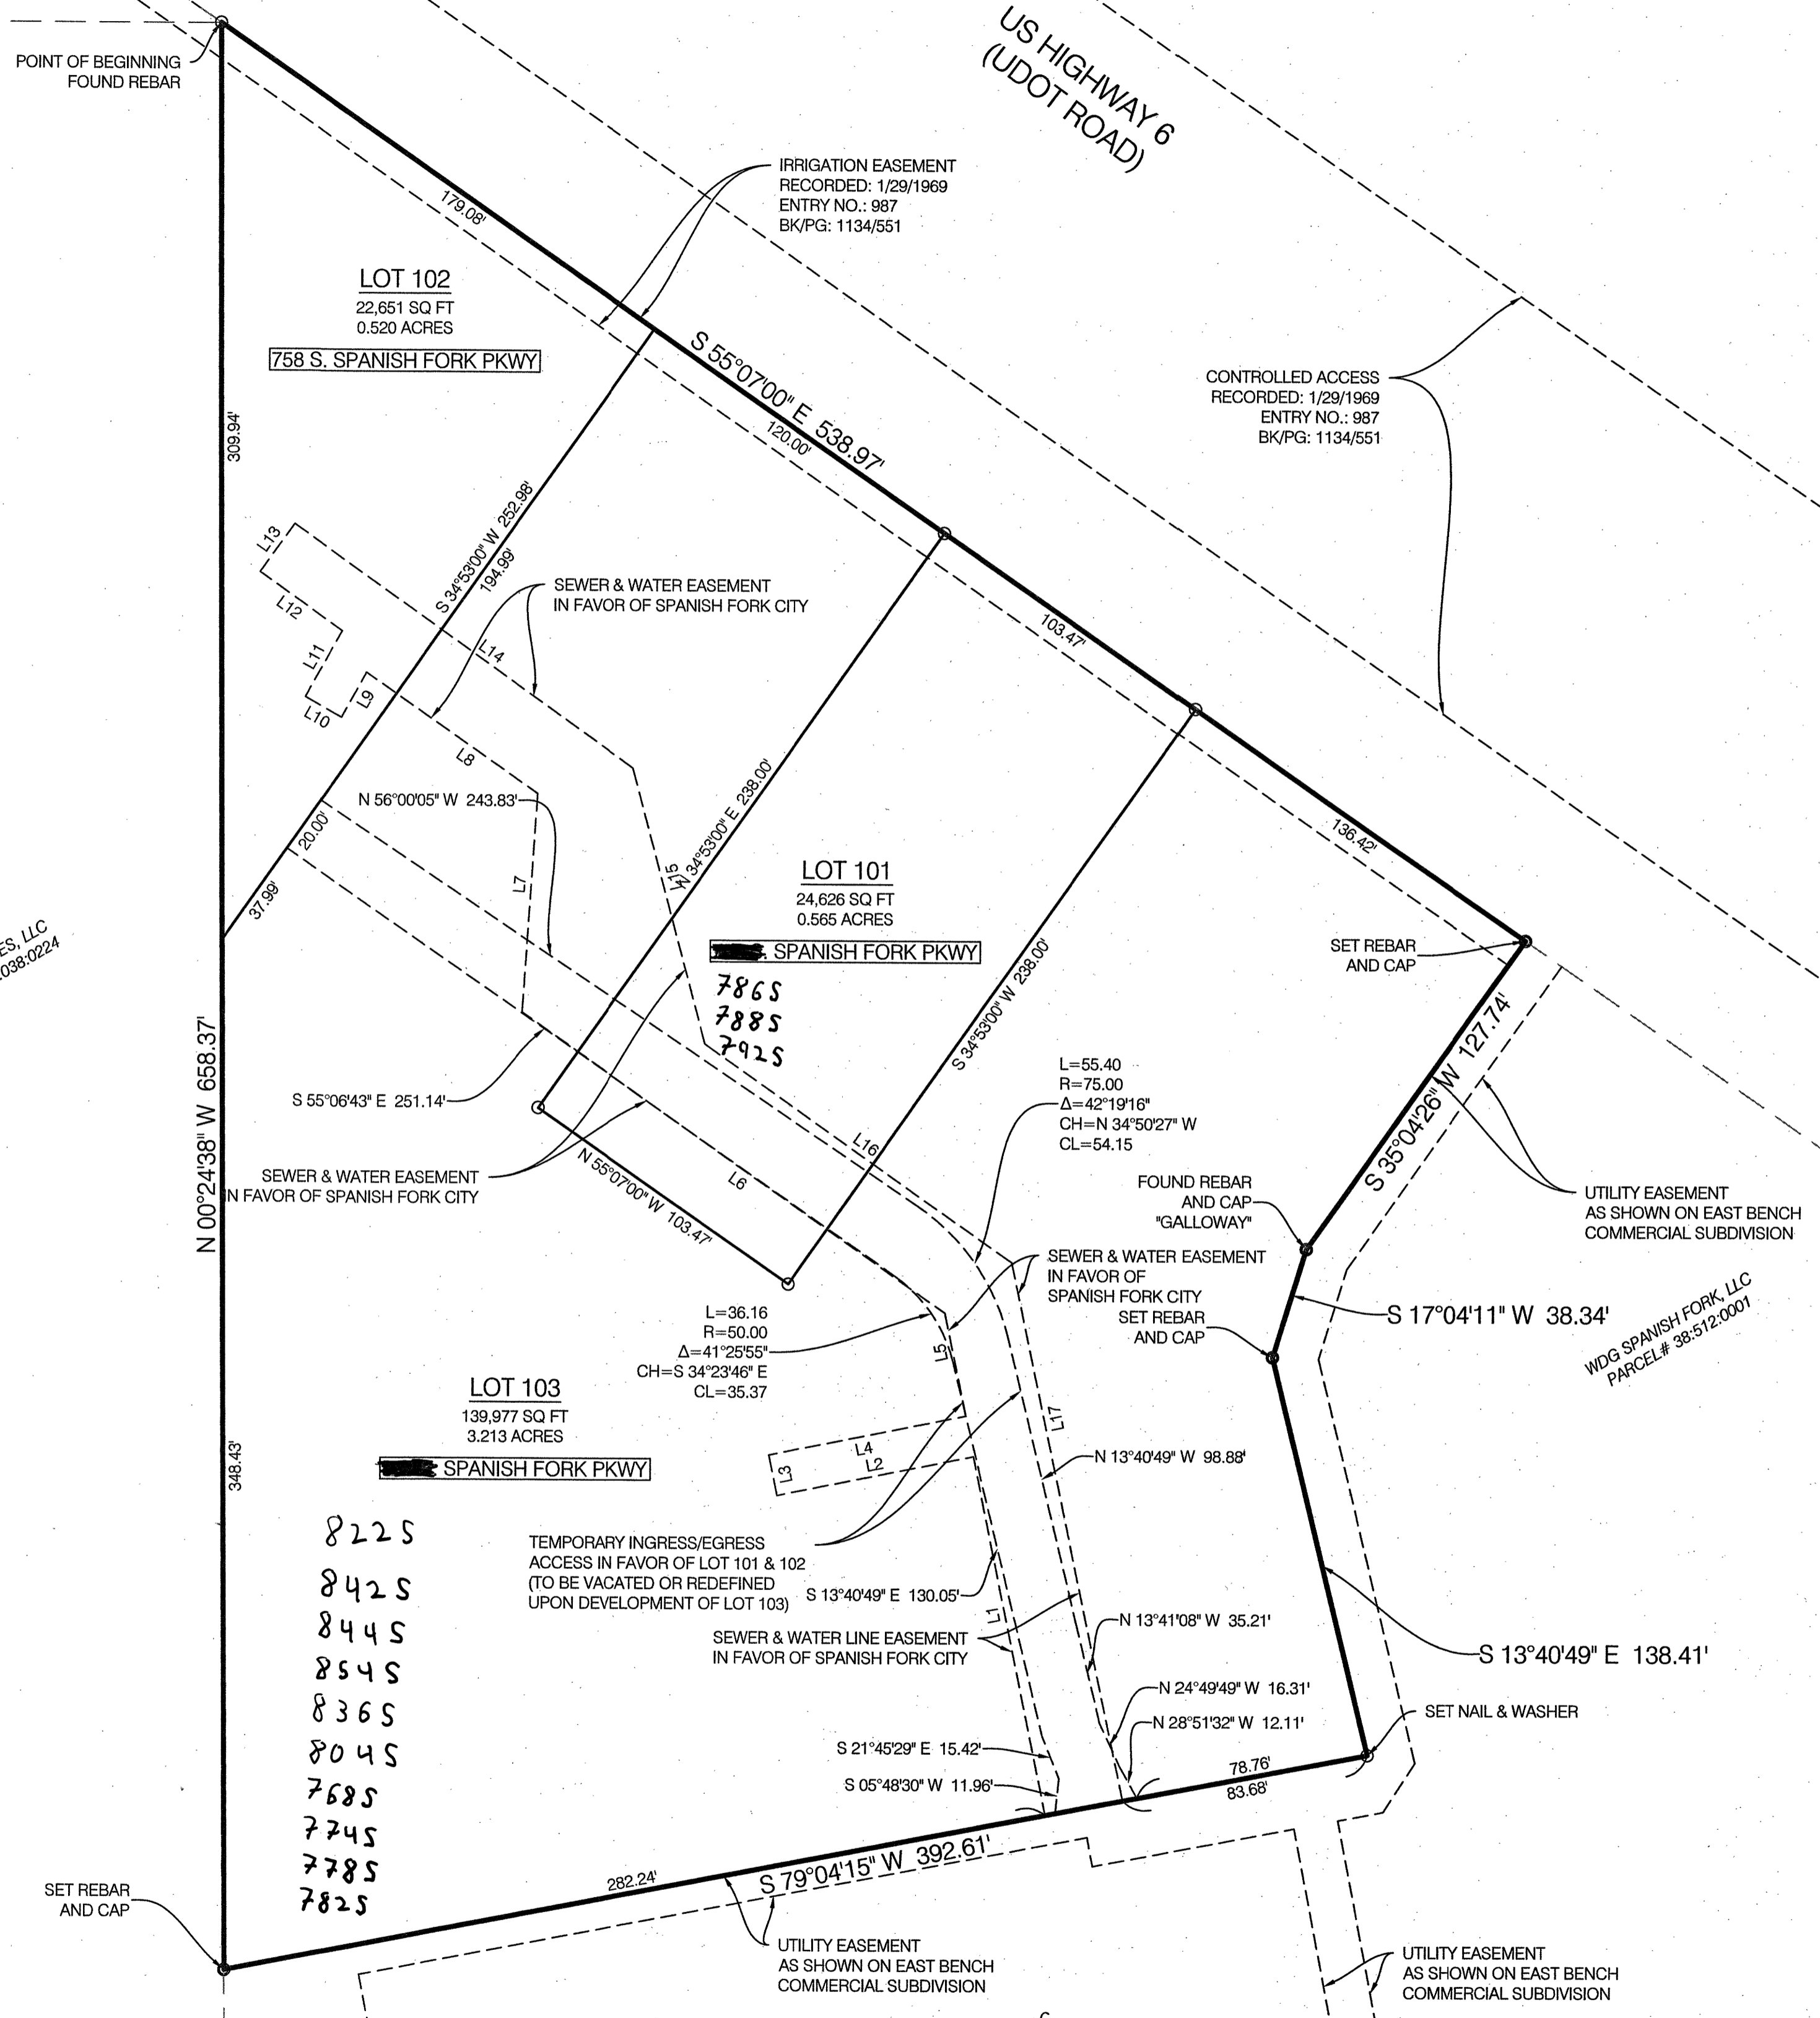 US HIGHWAY 6
(UDOT ROAD)
POINT OF BEGINNING
FOUND REBAR
IRRIGATION EASEMENT
RECORDED: 1/29/1969
ENTRY NO.: 987
BK/PG: 1134/551
179.08'
LOT 102
22,651 SQ FT
0.520 ACRES
758 S. SPANISH FORK PKWY
S 55°07'00" E 538.97'
120.00'
CONTROLLED ACCESS
RECORDED: 1/29/1969
ENTRY NO.: 987
BK/PG: 1134/551
309.94'
S 34°53'00" W 252.98'
194.99'
L13
L12
L11
L10
L9
L14
L8
SEWER & WATER EASEMENT
IN FAVOR OF SPANISH FORK CITY
103.47'
136.42'
N 56°00'05" W 243.83'
20.00'
37.99'
L7
L15
N 34°53'00" E 238.00'
LOT 101
24,626 SQ FT
0.565 ACRES
SPANISH FORK PKWY
786S
788S
792S
S 34°53'00" W 238.00'
SET REBAR
AND CAP
S 35°04'26" W 127.74'
ES, LLC
038:0224
N 00°24'38" W 658.37'
S 55°06'43" E 251.14'
L=55.40
R=75.00
Δ=42°19'16"
CH=N 34°50'27" W
CL=54.15
L16
SEWER & WATER EASEMENT
IN FAVOR OF SPANISH FORK CITY
L6
N 55°07'00" W 103.47'
FOUND REBAR
AND CAP
"GALLOWAY"
UTILITY EASEMENT
AS SHOWN ON EAST BENCH
COMMERCIAL SUBDIVISION
SEWER & WATER EASEMENT
IN FAVOR OF
SPANISH FORK CITY
SET REBAR
AND CAP
S 17°04'11" W 38.34'
WDG SPANISH FORK, LLC
PARCEL# 38:512:0001
L=36.16
R=50.00
Δ=41°25'55"
CH=S 34°23'46" E
CL=35.37
L5
LOT 103
139,977 SQ FT
3.213 ACRES
SPANISH FORK PKWY
L4
L2
L3
L17
N 13°40'49" W 98.88'
348.43'
822S
842S
844S
854S
836S
804S
768S
774S
778S
782S
TEMPORARY INGRESS/EGRESS
ACCESS IN FAVOR OF LOT 101 & 102
(TO BE VACATED OR REDEFINED
UPON DEVELOPMENT OF LOT 103)
S 13°40'49" E 130.05'
L1
N 13°41'08" W 35.21'
SEWER & WATER LINE EASEMENT
IN FAVOR OF SPANISH FORK CITY
S 13°40'49" E 138.41'
N 24°49'49" W 16.31'
N 28°51'32" W 12.11'
SET NAIL & WASHER
S 21°45'29" E 15.42'
S 05°48'30" W 11.96'
78.76'
83.68'
S 79°04'15" W 392.61'
282.24'
SET REBAR
AND CAP
UTILITY EASEMENT
AS SHOWN ON EAST BENCH
COMMERCIAL SUBDIVISION
UTILITY EASEMENT
AS SHOWN ON EAST BENCH
COMMERCIAL SUBDIVISION